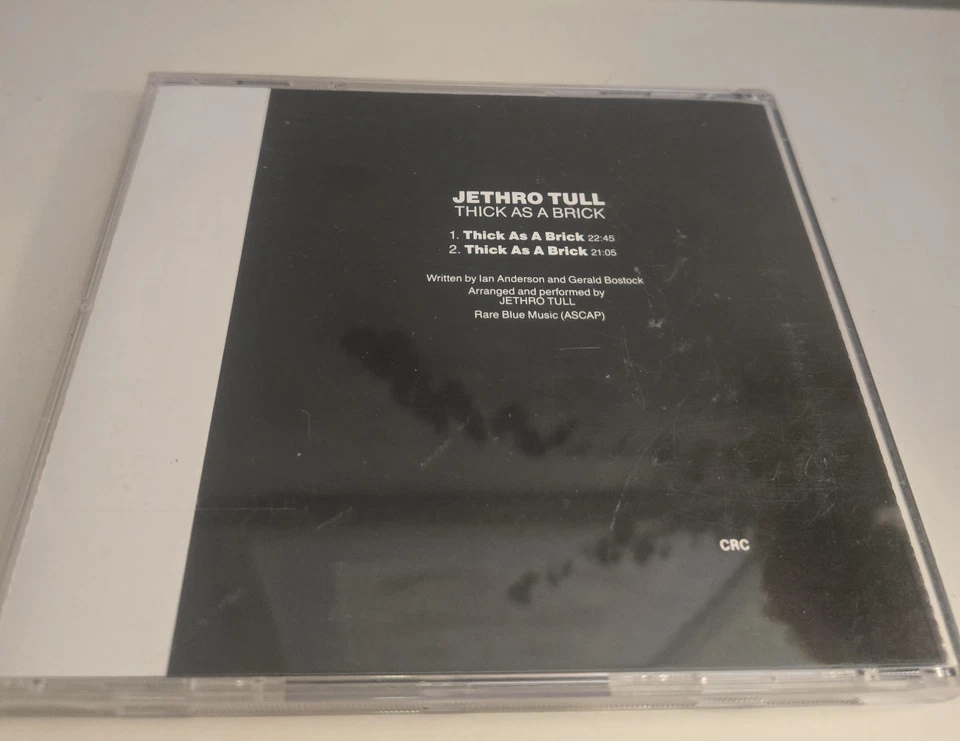 JETHRO TULL
THICK AS A BRICK
1. Thick As A Brick 22:45
2. Thick As A Brick 21:05
Written by Ian Anderson and Gerald Bostock
Arranged and performed by
JETHRO TULL
Rare Blue Music (ASCAP)
CRC